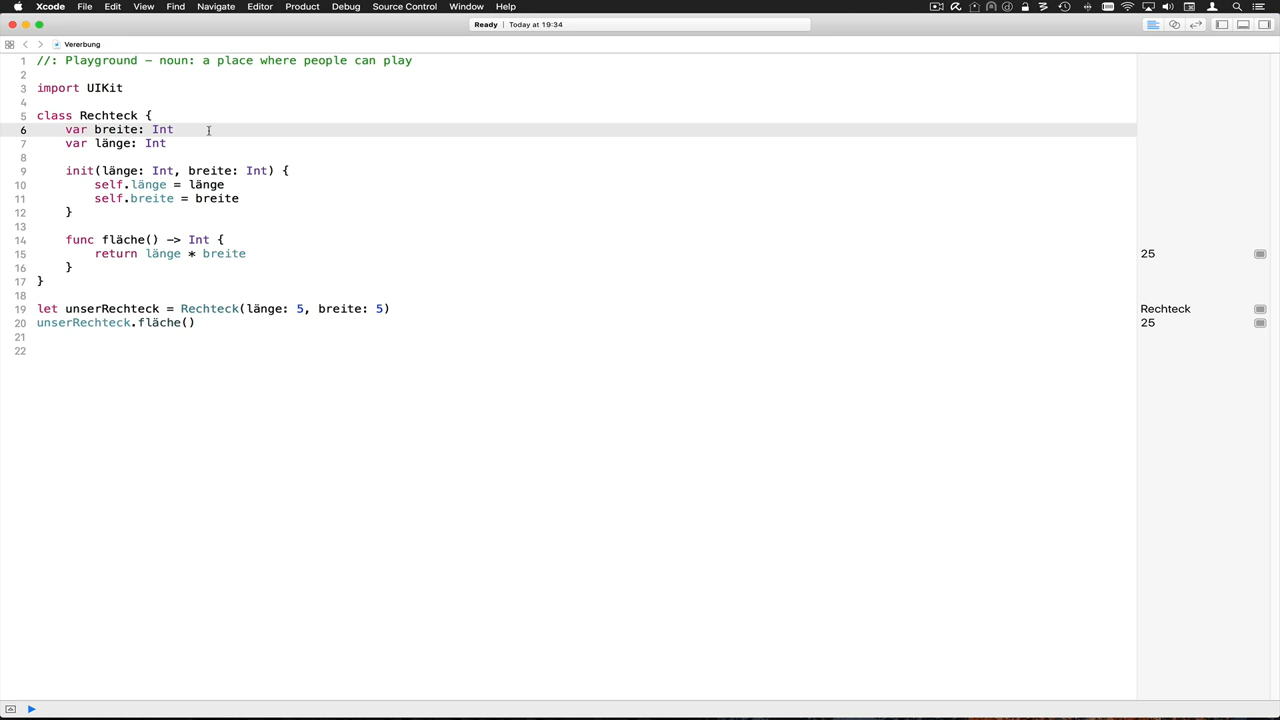 Xcode File Edit View Find Navigate Editor Product Debug Source Control Window Help
Ready | Today at 19:34
Vererbung
1 //: Playground - noun: a place where people can play
2
3 import UIKit
4
5 class Rechteck {
6 var breite: Int
7 var länge: Int
8
9 init(länge: Int, breite: Int) {
10 self.länge = länge
11 self.breite = breite
12 }
13
14 func fläche() -> Int {
15 return länge * breite 25
16 }
17 }
18
19 let unserRechteck = Rechteck(länge: 5, breite: 5) Rechteck
20 unserRechteck.fläche() 25
21
22